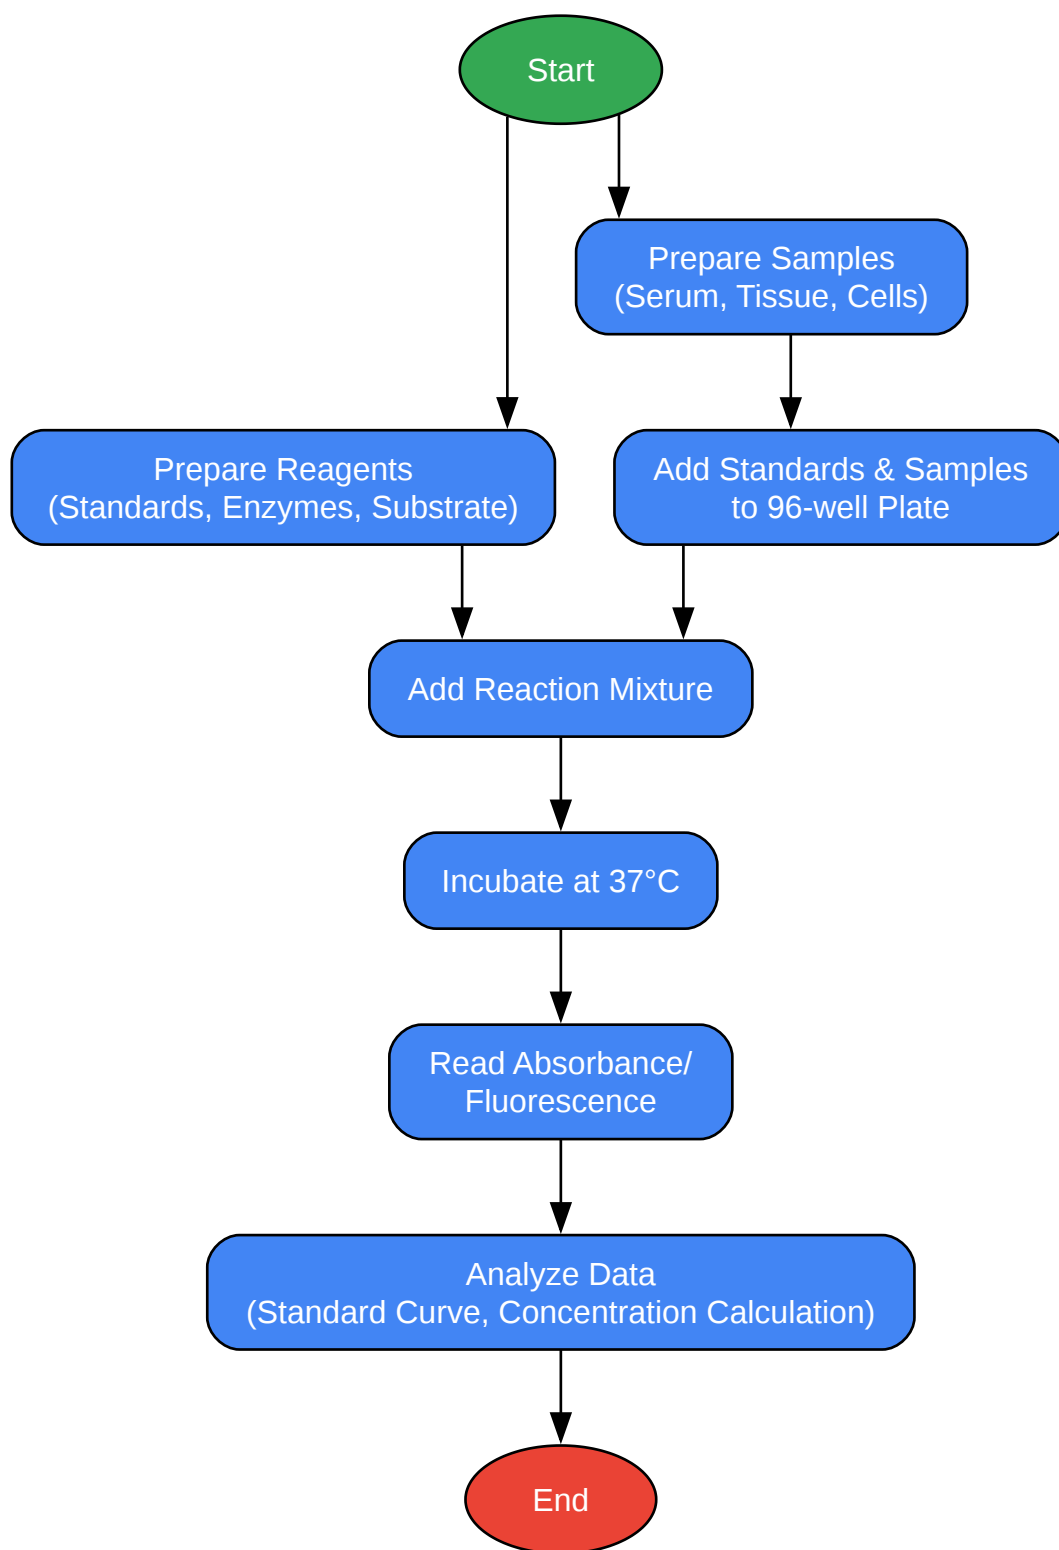 Start
Prepare Samples
(Serum, Tissue, Cells)
Prepare Reagents
(Standards, Enzymes, Substrate)
Add Standards & Samples
to 96-well Plate
Add Reaction Mixture
Incubate at 37°C
Read Absorbance/
Fluorescence
Analyze Data
(Standard Curve, Concentration Calculation)
End